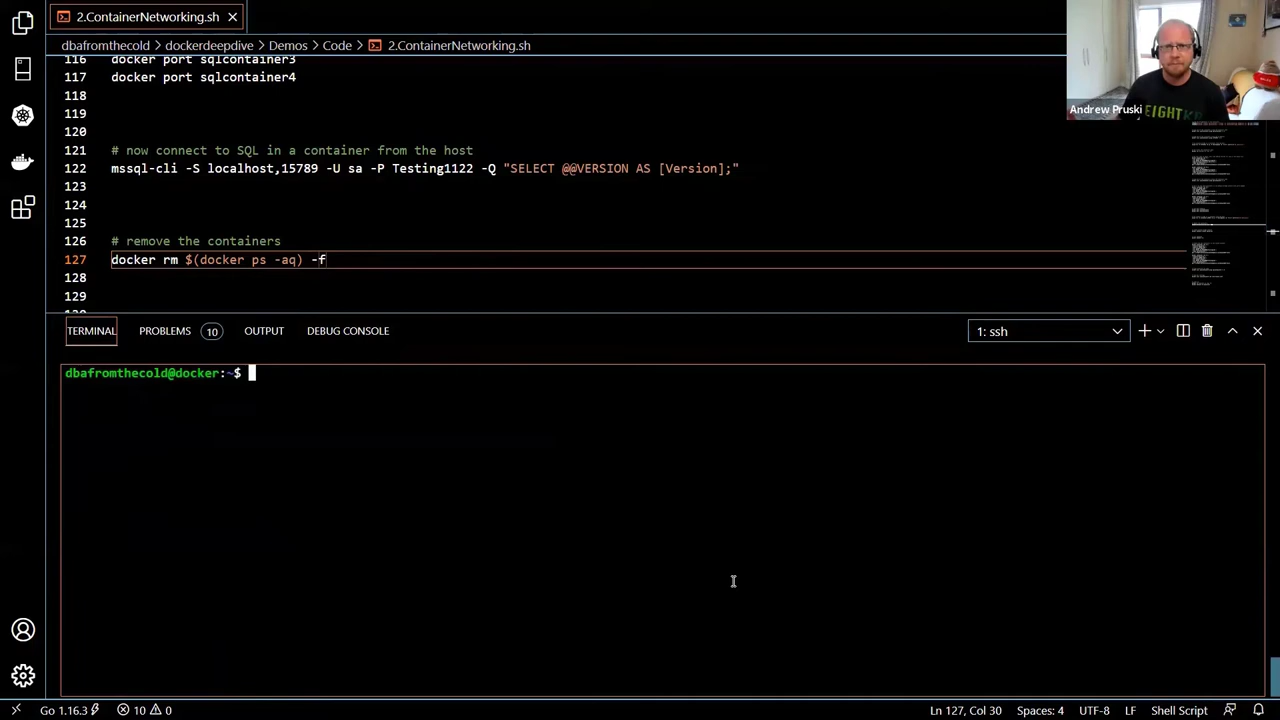 2.ContainerNetworking.sh
dbafromthecold > dockerdeepdive > Demos > Code > 2.ContainerNetworking.sh
116 docker port sqlcontainer3
117 docker port sqlcontainer4
118
119
120
121 # now connect to SQL in a container from the host
122 mssql-cli -S localhost,15789 -U sa -P Testing1122 -Q "SELECT @@VERSION AS [Version];"
123
124
125
126 # remove the containers
127 docker rm $(docker ps -aq) -f
128
129
Andrew Pruski
TERMINAL PROBLEMS 10 OUTPUT DEBUG CONSOLE 1: ssh
dbafromthecold@docker:~$
Go 1.16.3 10 0 Ln 127, Col 30 Spaces: 4 UTF-8 LF Shell Script